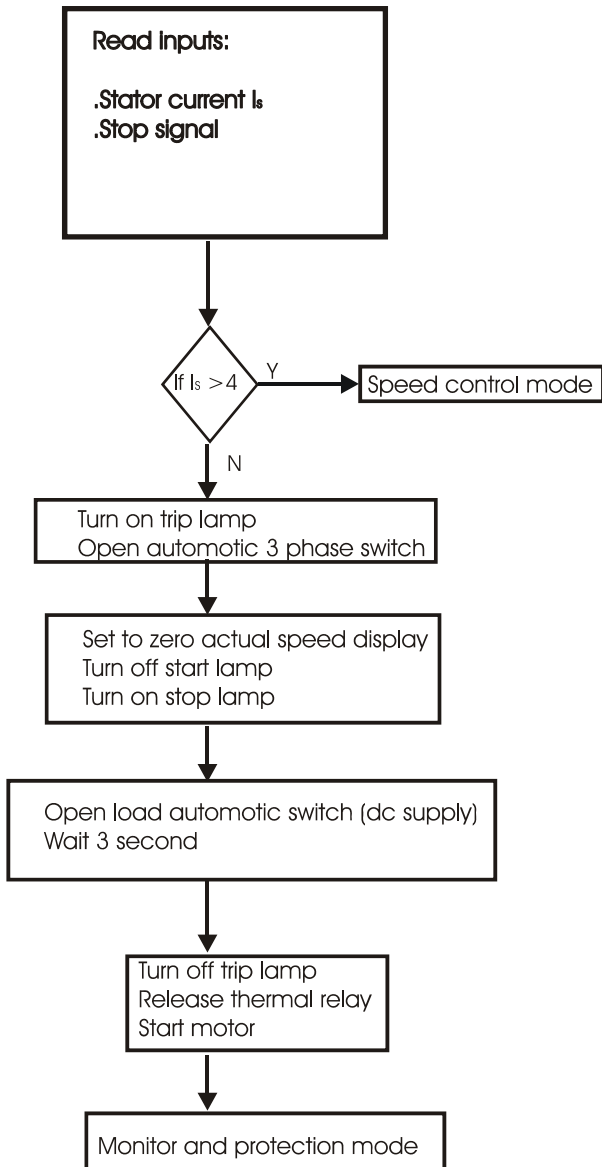 Read inputs:
.Stator current Is
.Stop signal
If Is >4
Y
Speed control mode
N
Turn on trip lamp
Open automotic 3 phase switch
Set to zero actual speed display
Turn off start lamp
Turn on stop lamp
Open load automotic switch (dc supply)
Wait 3 second
Turn off trip lamp
Release thermal relay
Start motor
Monitor and protection mode